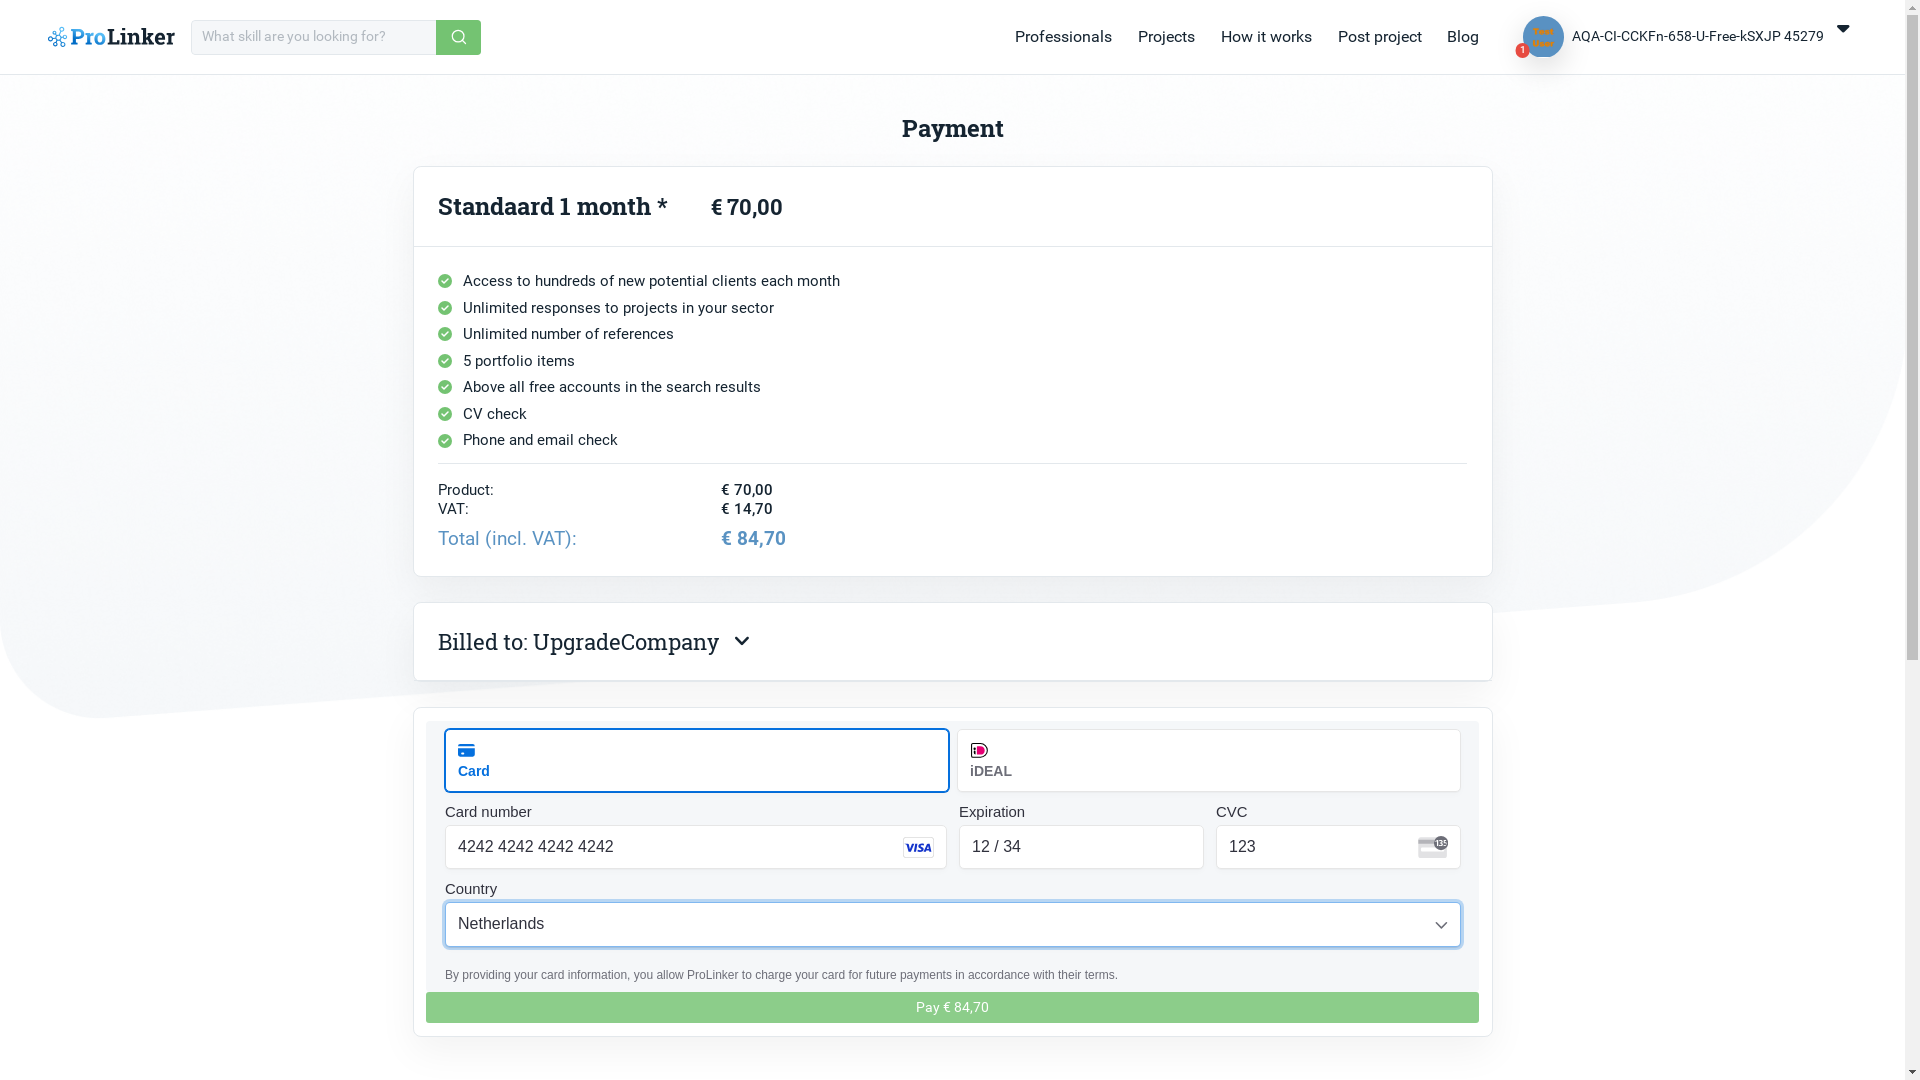 ProLinker
What skill are you looking for?
Professionals
Projects
How it works
Post project
Blog
Test
User
1
AQA-CI-CCKFn-658-U-Free-kSXJP 45279
Payment
Standaard 1 month * € 70,00
Access to hundreds of new potential clients each month
Unlimited responses to projects in your sector
Unlimited number of references
5 portfolio items
Above all free accounts in the search results
CV check
Phone and email check
Product: € 70,00
VAT: € 14,70
Total (incl. VAT): € 84,70
Billed to: UpgradeCompany
Card
iDEAL
Card number
Expiration
CVC
4242 4242 4242 4242
VISA
12 / 34
123
135
Country
Netherlands
By providing your card information, you allow ProLinker to charge your card for future payments in accordance with their terms.
Pay € 84,70